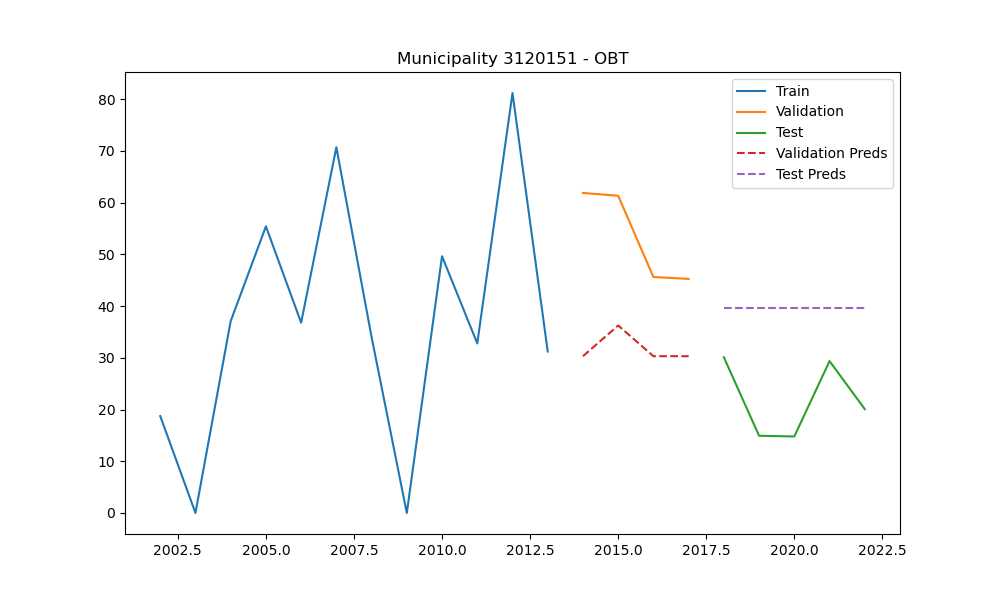 Municipality 3120151 - OBT
Train
Validation
Test
Validation Preds
Test Preds
80
70
60
50
40
30
20
10
0
2002.5 2005.0 2007.5 2010.0 2012.5 2015.0 2017.5 2020.0 2022.5